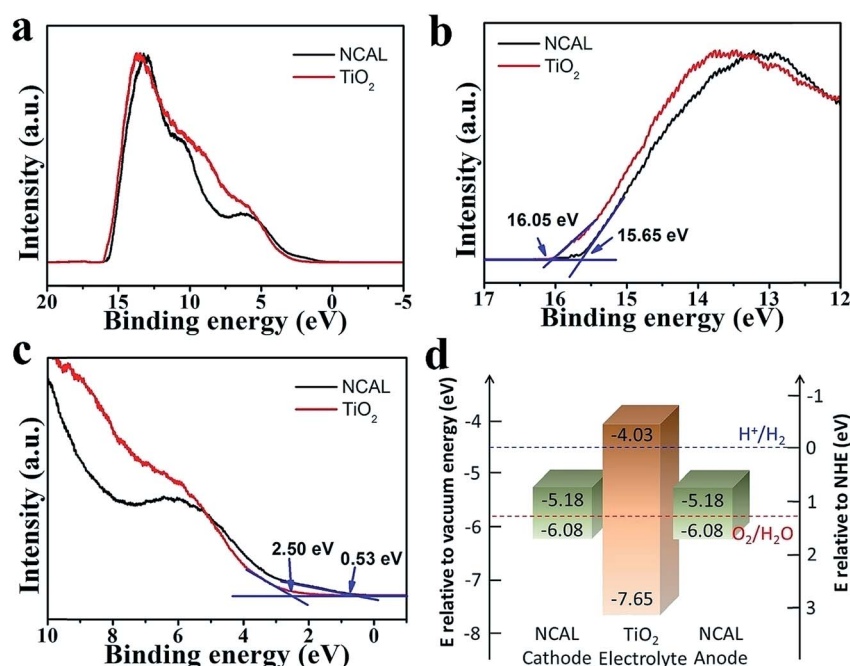 a
NCAL
TiO2
Intensity (a.u.)
20 15 10 5 0 -5
Binding energy (eV)
b
NCAL
TiO2
16.05 eV
15.65 eV
Intensity (a.u.)
17 16 15 14 13 12
Binding energy (eV)
c
NCAL
TiO2
2.50 eV
0.53 eV
Intensity (a.u.)
10 8 6 4 2 0
Binding energy (eV)
d
E relative to vacuum energy (eV)
-4
-5
-6
-7
-8
-4.03
H+/H2
-5.18
-5.18
-6.08
-6.08
O2/H2O
-7.65
-1
0
1
2
3
E relative to NHE (eV)
NCAL TiO2 NCAL
Cathode Electrolyte Anode